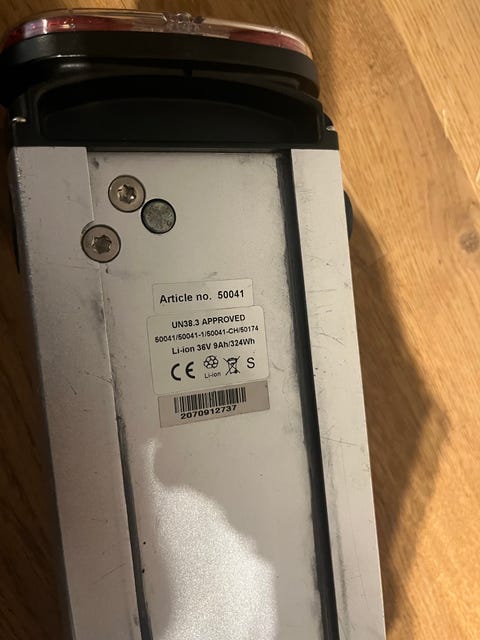 Article no. 50041
UN38.3 APPROVED
50041/50041-1/50041-CH/50174
Li-ion 36V 9Ah/324Wh
CE Li-ion S
2070912737